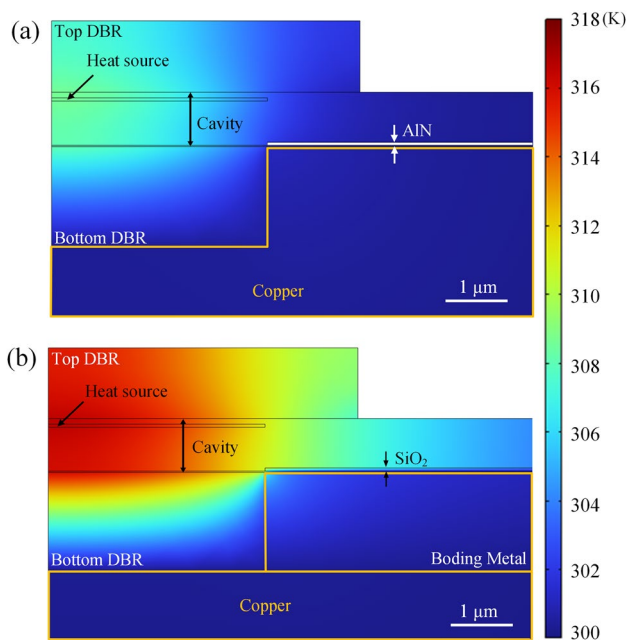 (a)
Top DBR
Heat source
Cavity
AlN
Bottom DBR
Copper
1 μm
(b)
Top DBR
Heat source
Cavity
SiO₂
Bottom DBR
Boding Metal
Copper
1 μm
318(K)
316
314
312
310
308
306
304
302
300